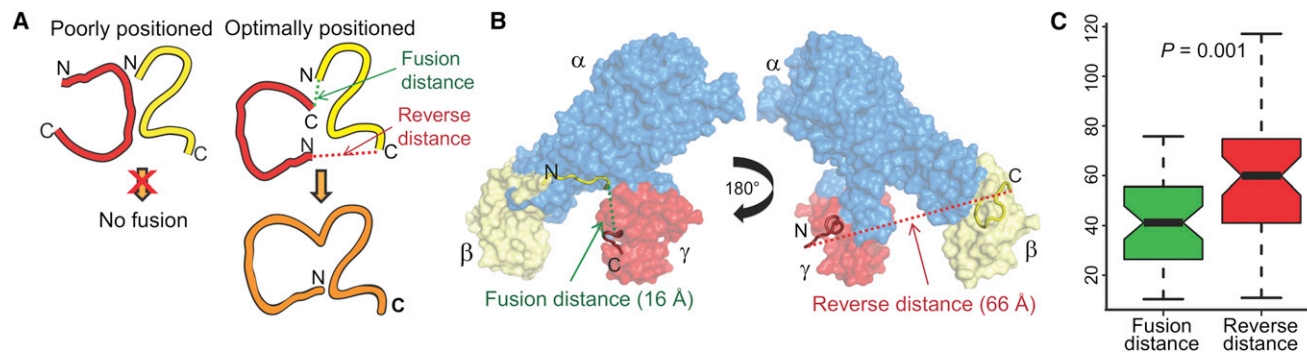 A
Poorly positioned
Optimally positioned
N
N
C
C
No fusion
N
C
N
C
Fusion
distance
Reverse
distance
N
C
B
α
N
β
C
γ
Fusion distance (16 Å)
180°
α
C
N
γ
β
Reverse distance (66 Å)
C
P = 0.001
120
100
80
60
40
20
Fusion
distance
Reverse
distance